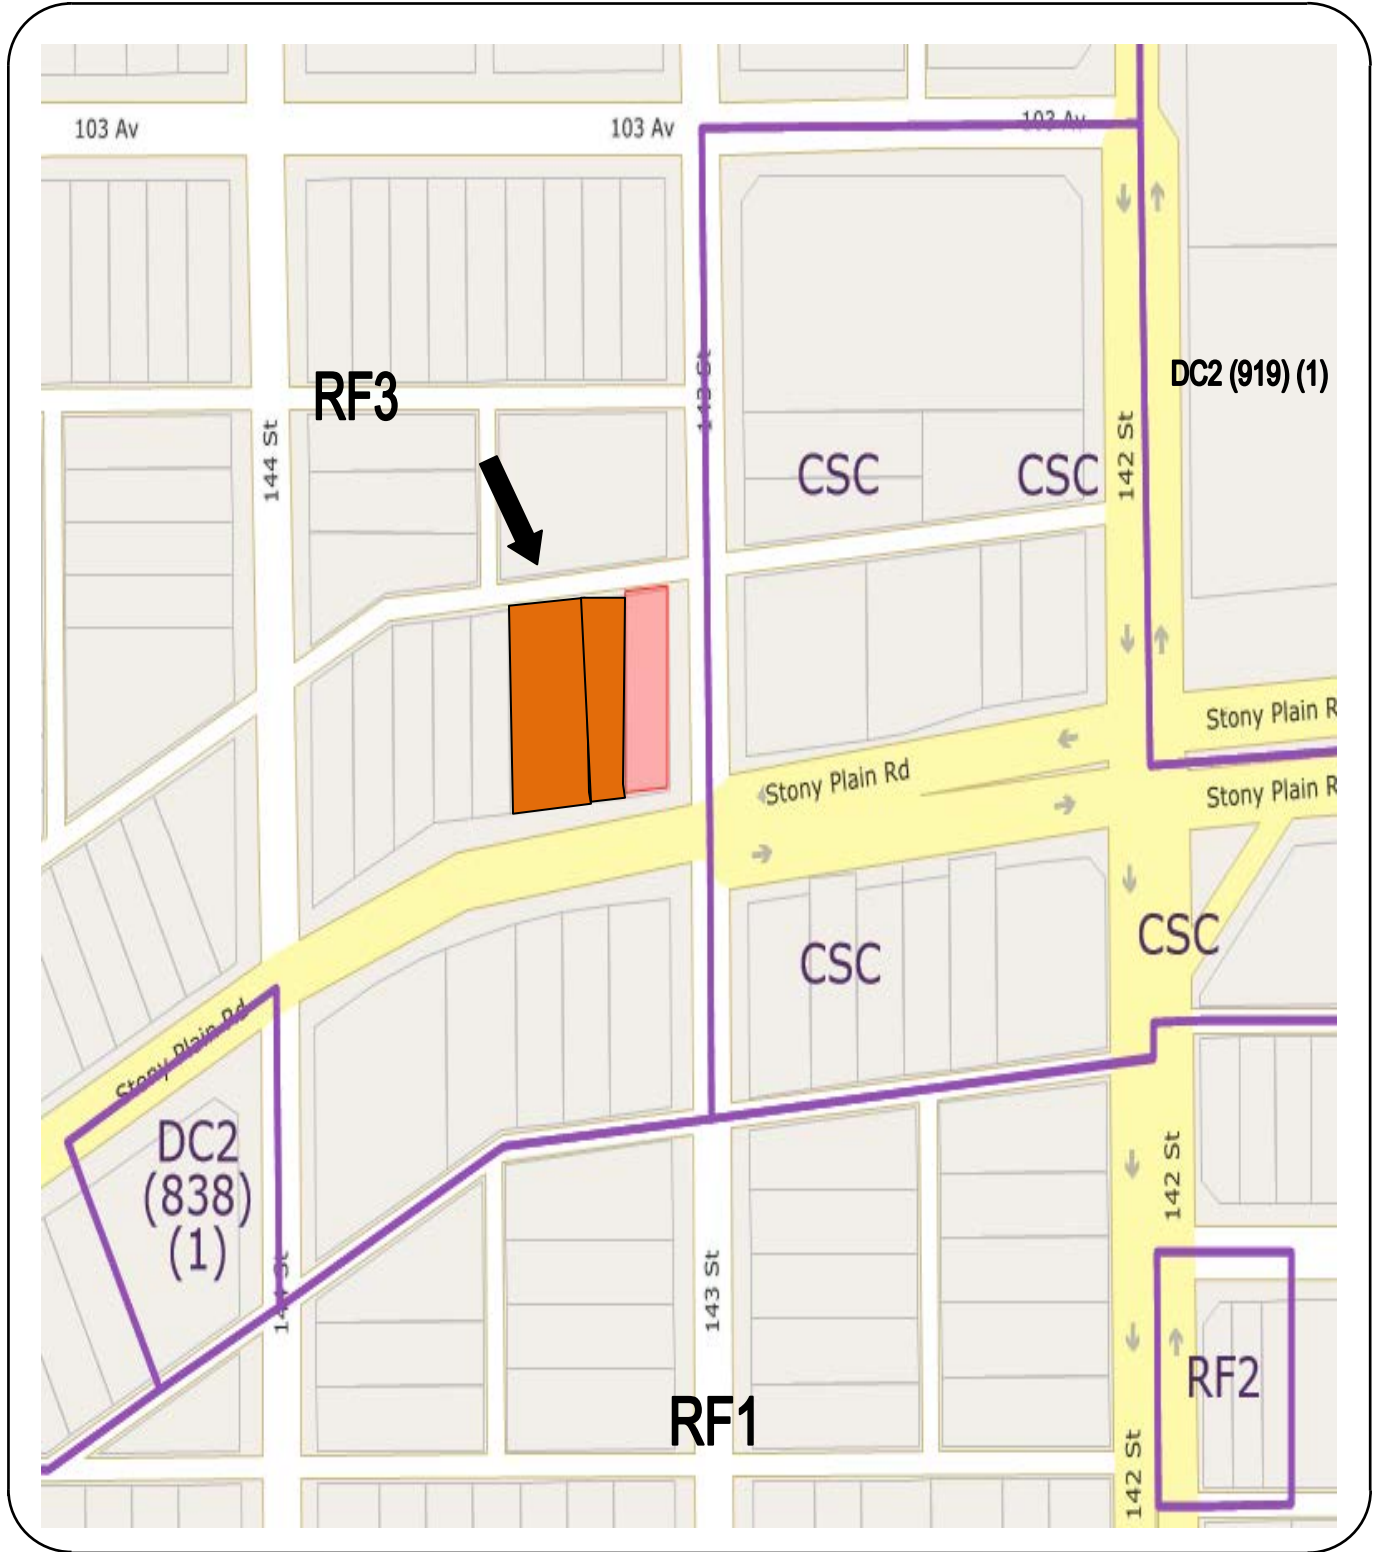 103 Av
103 Av
103 Av
143 St
RF3
DC2 (919) (1)
144 St
142 St
CSC
CSC
Stony Plain R
Stony Plain Rd
Stony Plain R
CSC
CSC
Stony Plain Rd
DC2
(838)
(1)
142 St
144 St
143 St
RF2
RF1
142 St